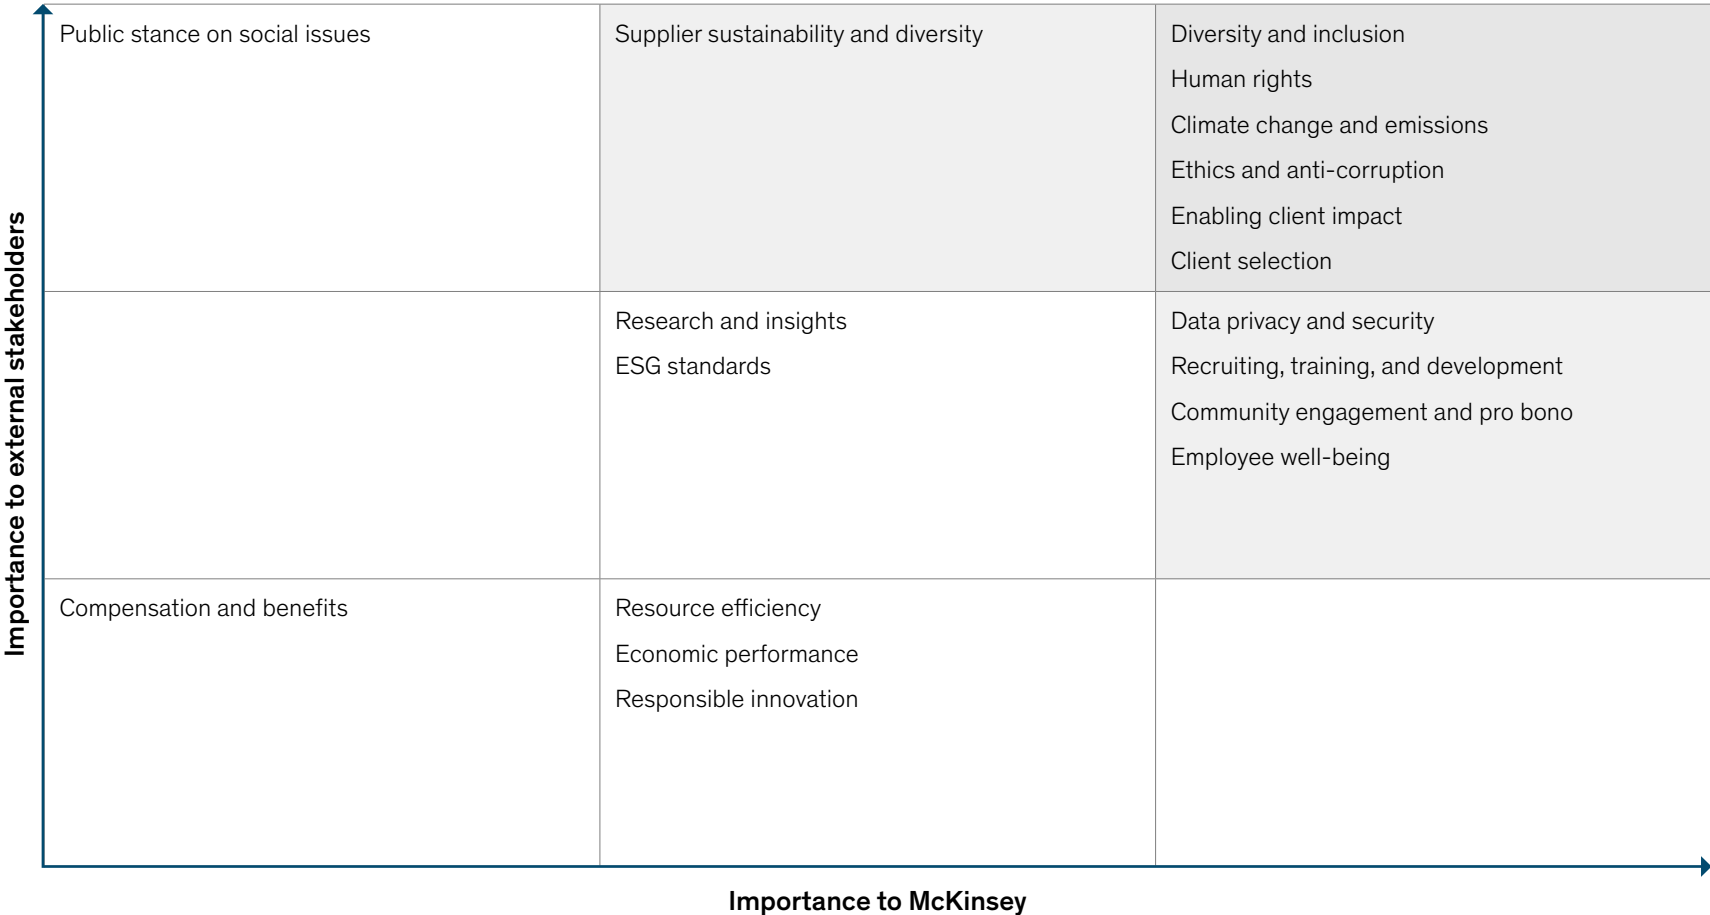 Importance to external stakeholders
Public stance on social issues
Supplier sustainability and diversity
Diversity and inclusion
Human rights
Climate change and emissions
Ethics and anti-corruption
Enabling client impact
Client selection
Research and insights
ESG standards
Data privacy and security
Recruiting, training, and development
Community engagement and pro bono
Employee well-being
Compensation and benefits
Resource efficiency
Economic performance
Responsible innovation
Importance to McKinsey